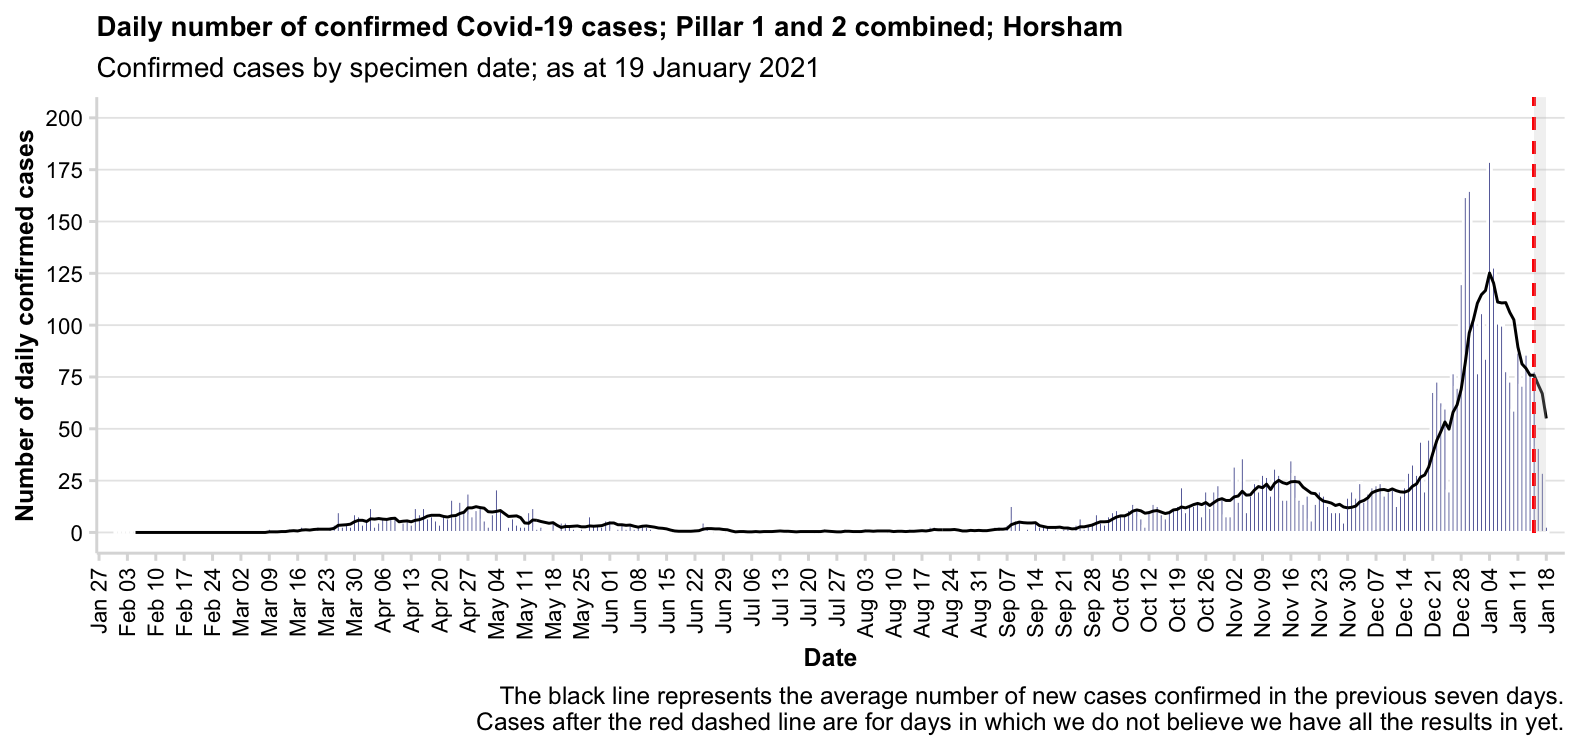 Daily number of confirmed Covid-19 cases; Pillar 1 and 2 combined; Horsham
Confirmed cases by specimen date; as at 19 January 2021
Number of daily confirmed cases
200
175
150
125
100
75
50
25
0
Jan 27
Feb 03
Feb 10
Feb 17
Feb 24
Mar 02
Mar 09
Mar 16
Mar 23
Mar 30
Apr 06
Apr 13
Apr 20
Apr 27
May 04
May 11
May 18
May 25
Jun 01
Jun 08
Jun 15
Jun 22
Jun 29
Jul 06
Jul 13
Jul 20
Jul 27
Aug 03
Aug 10
Aug 17
Aug 24
Aug 31
Sep 07
Sep 14
Sep 21
Sep 28
Oct 05
Oct 12
Oct 19
Oct 26
Nov 02
Nov 09
Nov 16
Nov 23
Nov 30
Dec 07
Dec 14
Dec 21
Dec 28
Jan 04
Jan 11
Jan 18
Date
The black line represents the average number of new cases confirmed in the previous seven days.
Cases after the red dashed line are for days in which we do not believe we have all the results in yet.